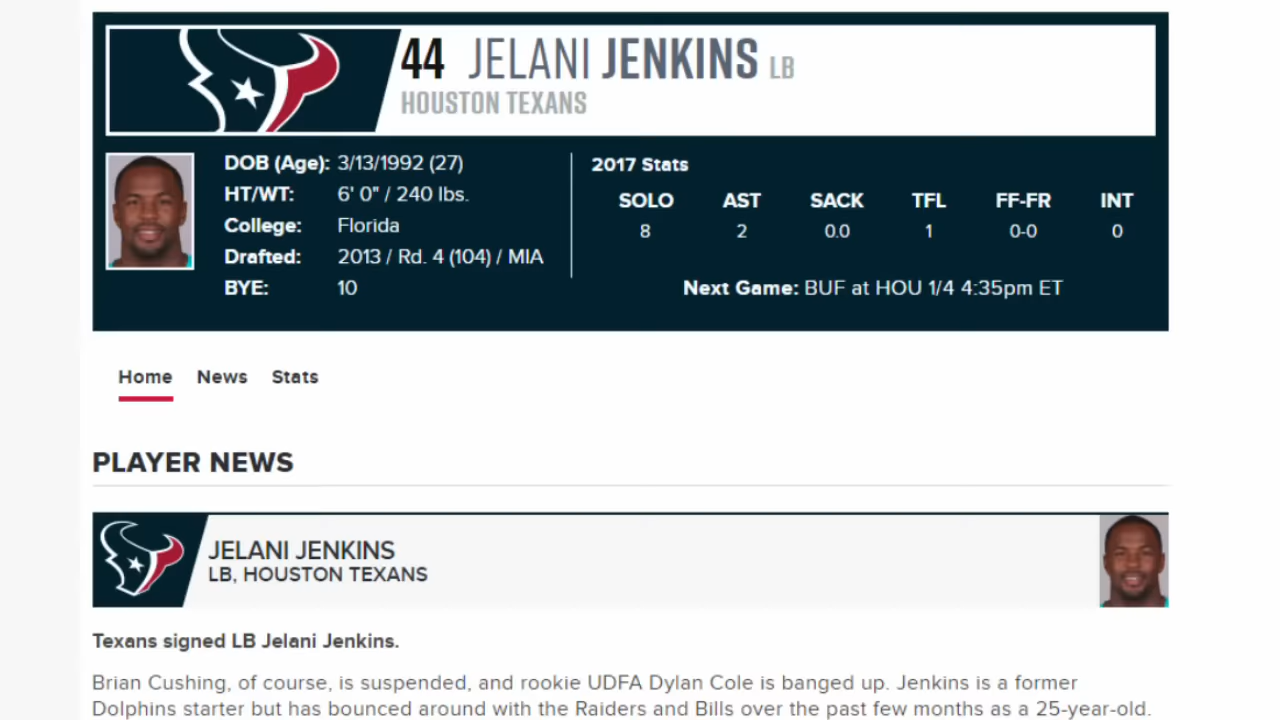 44 JELANI JENKINS LB
HOUSTON TEXANS
DOB (Age): 3/13/1992 (27)
HT/WT: 6' 0" / 240 lbs.
College: Florida
Drafted: 2013 / Rd. 4 (104) / MIA
BYE: 10
2017 Stats
SOLO AST SACK TFL FF-FR INT
8 2 0.0 1 0-0 0
Next Game: BUF at HOU 1/4 4:35pm ET
Home News Stats
PLAYER NEWS
JELANI JENKINS
LB, HOUSTON TEXANS
Texans signed LB Jelani Jenkins.
Brian Cushing, of course, is suspended, and rookie UDFA Dylan Cole is banged up. Jenkins is a former
Dolphins starter but has bounced around with the Raiders and Bills over the past few months as a 25-year-old.